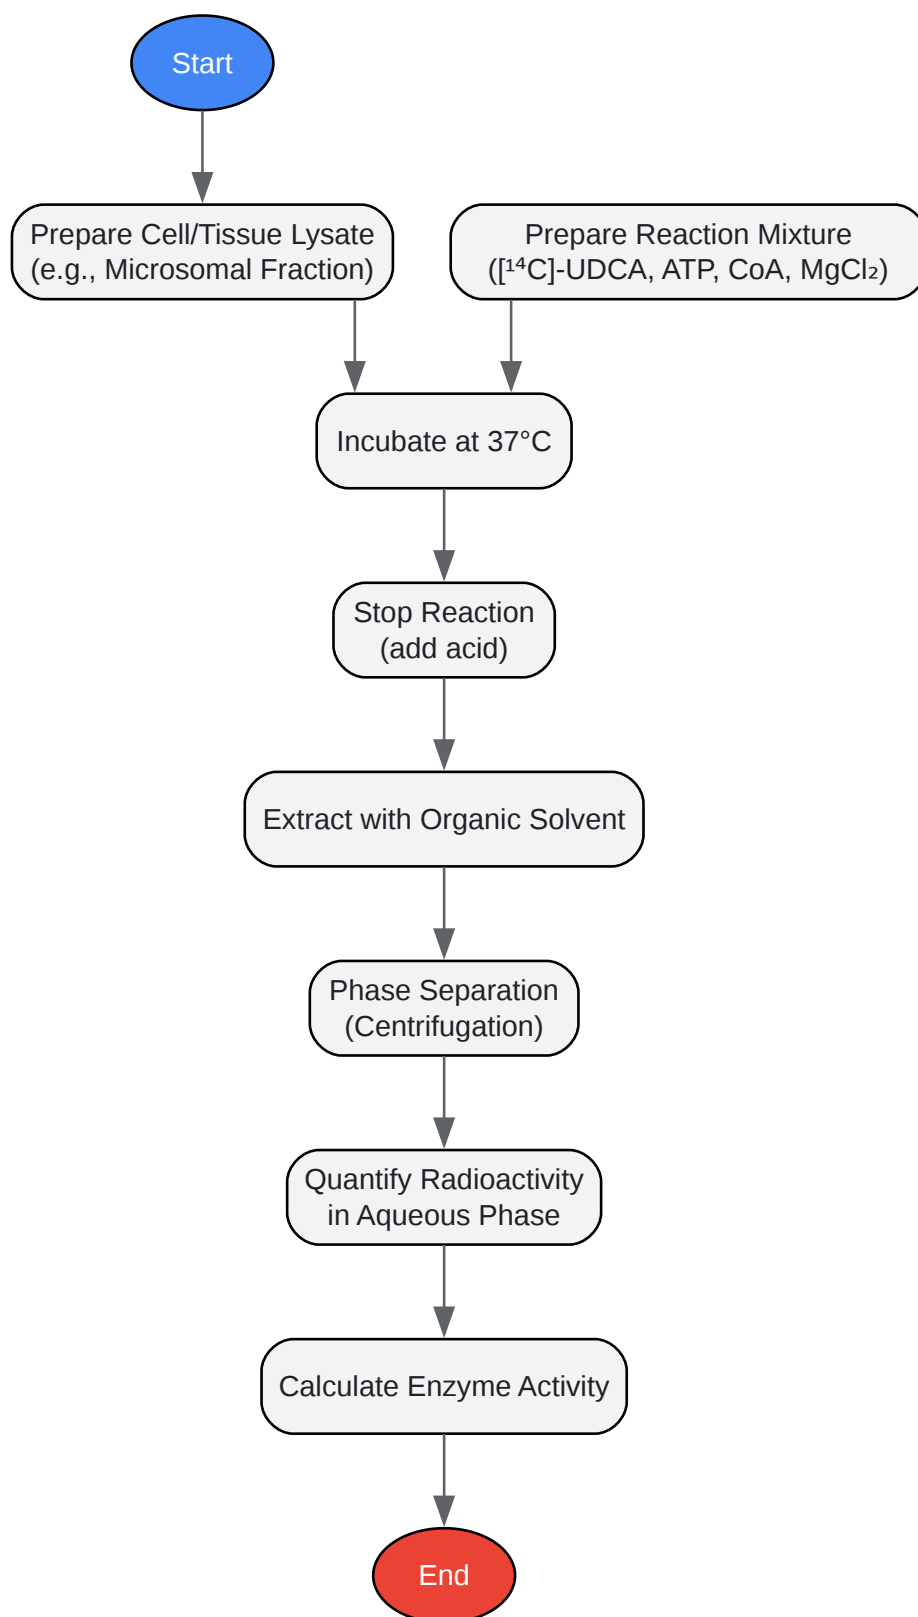 Start
Prepare Cell/Tissue Lysate
(e.g., Microsomal Fraction)
Prepare Reaction Mixture
([¹⁴C]-UDCA, ATP, CoA, MgCl₂)
Incubate at 37°C
Stop Reaction
(add acid)
Extract with Organic Solvent
Phase Separation
(Centrifugation)
Quantify Radioactivity
in Aqueous Phase
Calculate Enzyme Activity
End